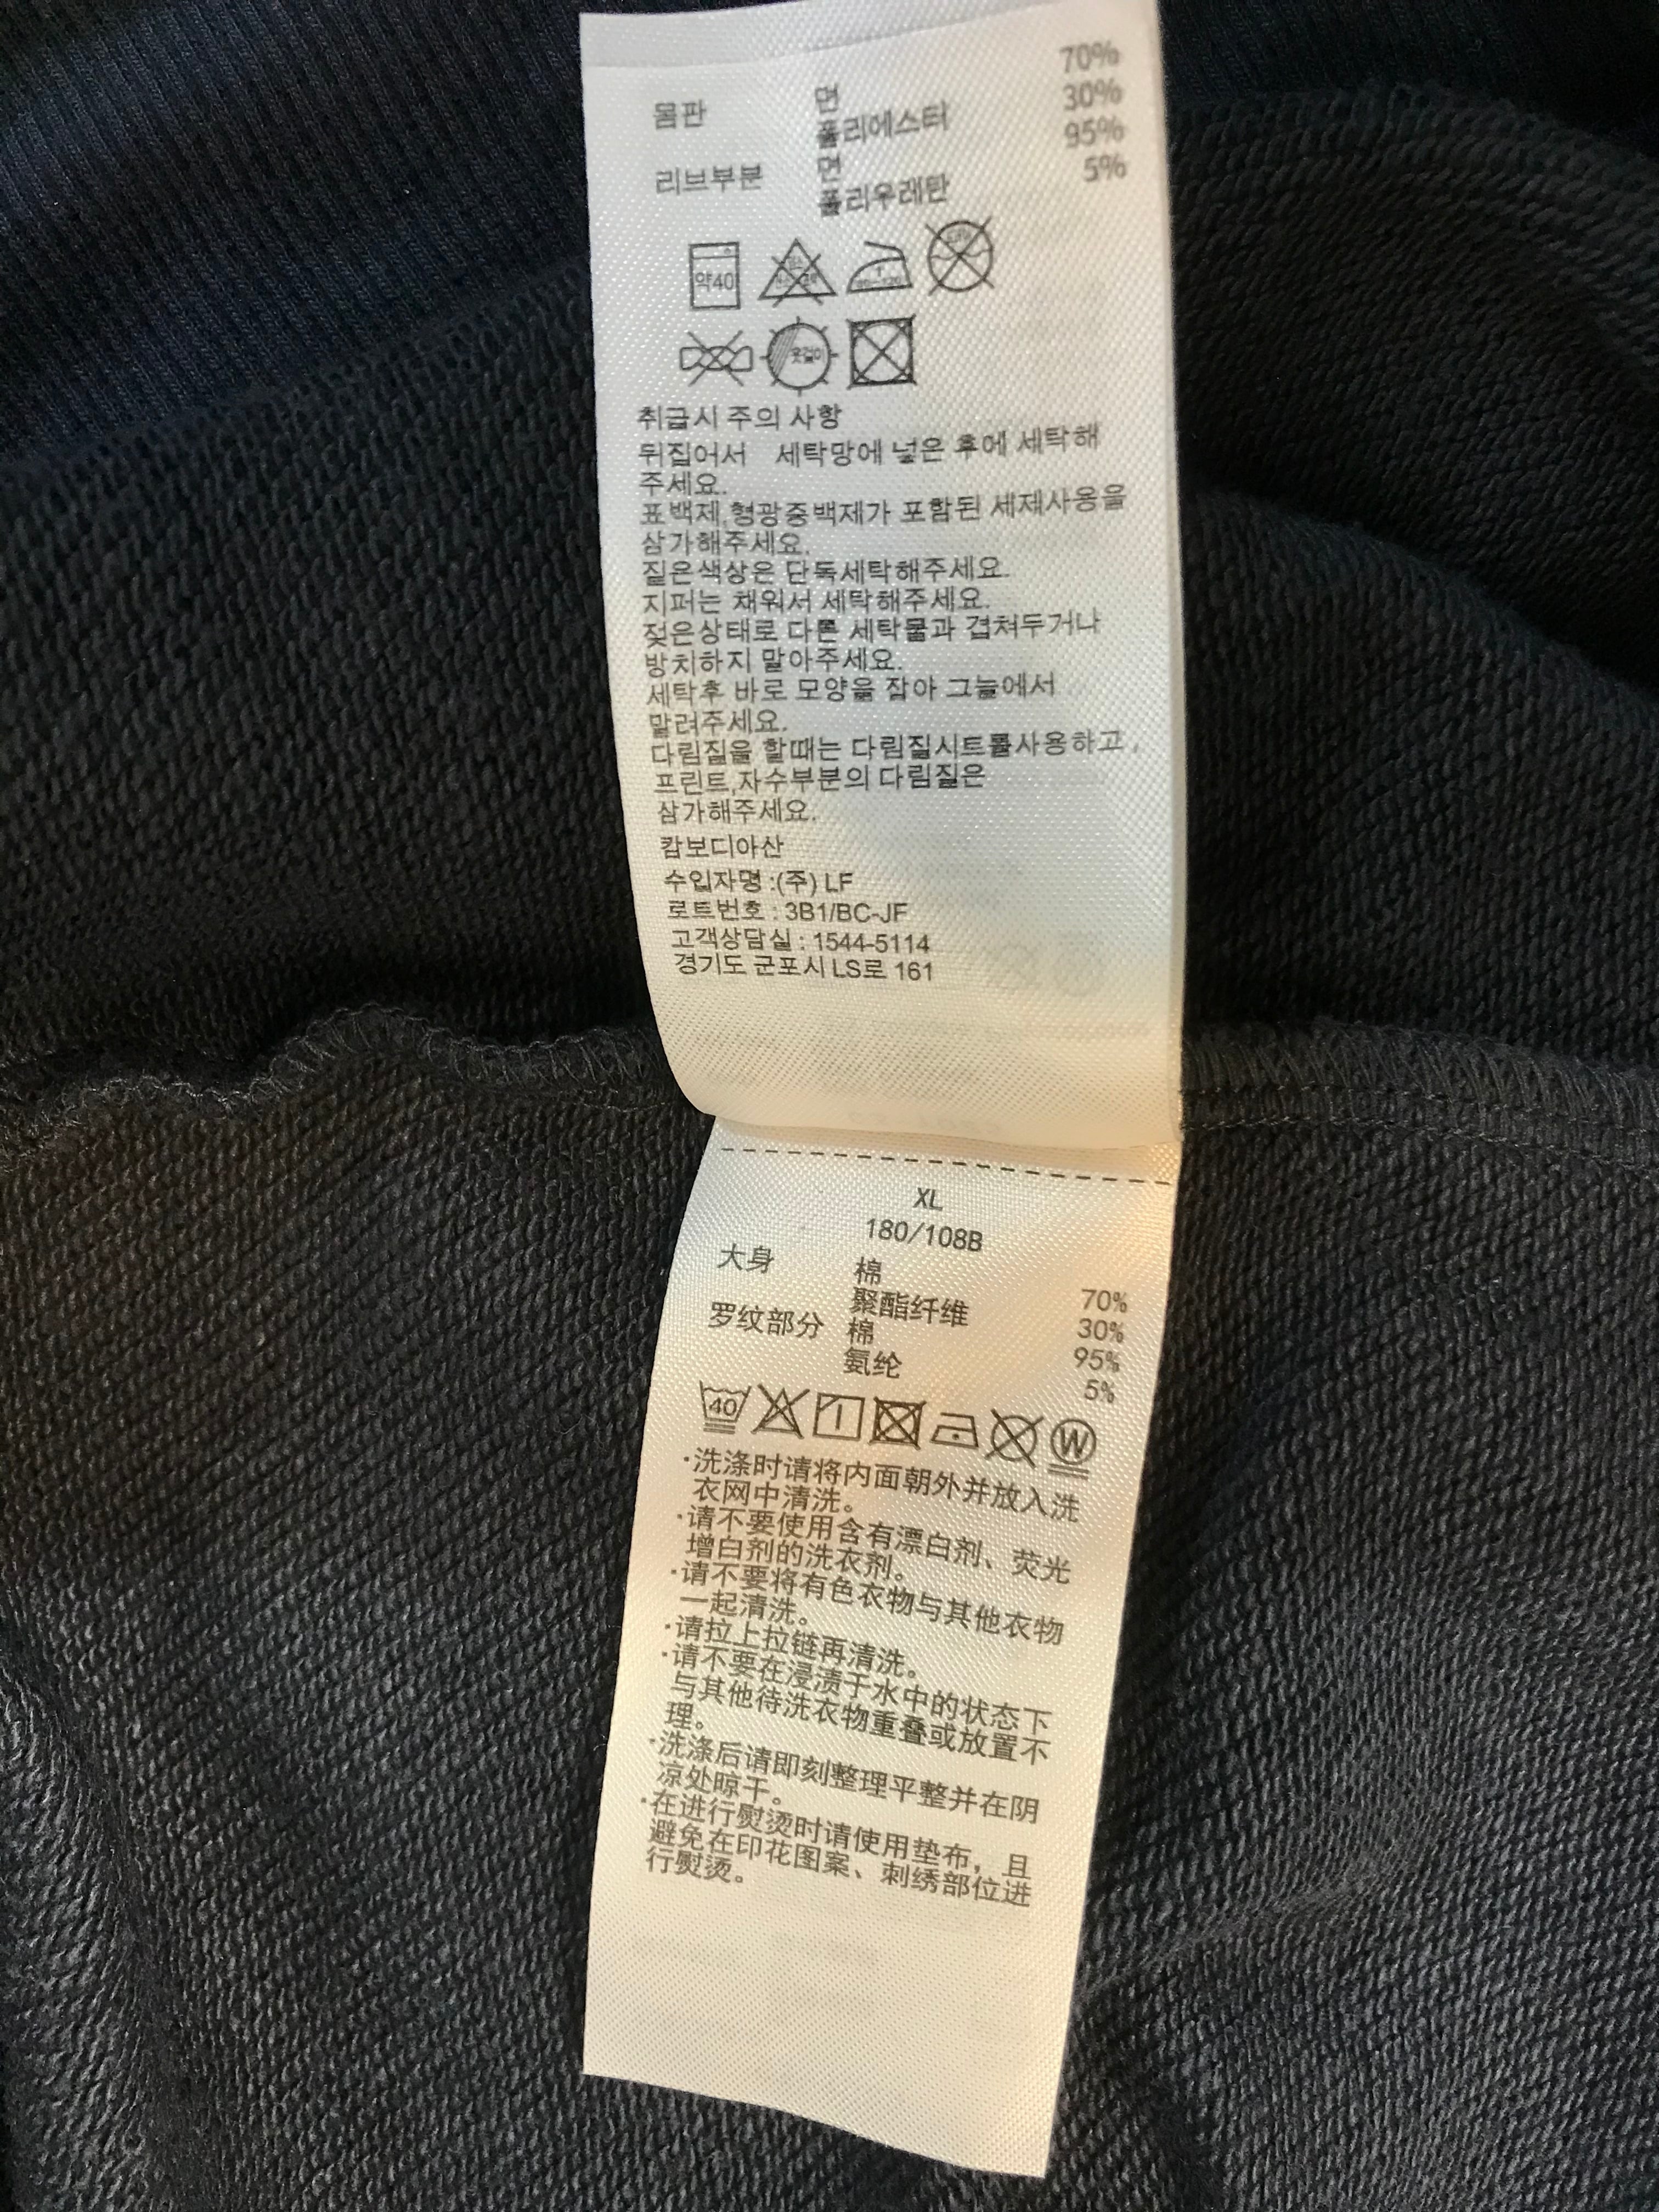 몸판 면 70%
폴리에스터 30%
리브부분 면 95%
폴리우레탄 5%
약40
옷걸이
취급시 주의 사항
뒤집어서 세탁망에 넣은 후에 세탁해
주세요.
표백제,형광증백제가 포함된 세제사용을
삼가해주세요.
짙은색상은 단독세탁해주세요.
지퍼는 채워서 세탁해주세요.
젖은상태로 다른 세탁물과 겹쳐두거나
방치하지 말아주세요.
세탁후 바로 모양을 잡아 그늘에서
말려주세요.
다림질을 할때는 다림질시트를사용하고,
프린트,자수부분의 다림질은
삼가해주세요.
캄보디아산
수입자명 :(주) LF
로트번호 : 3B1/BC-JF
고객상담실 : 1544-5114
경기도 군포시 LS로 161
XL
180/108B
大身 棉 70%
聚酯纤维 30%
罗纹部分 棉 95%
氨纶 5%
40 W
·洗涤时请将内面朝外并放入洗
衣网中清洗。
·请不要使用含有漂白剂、荧光
增白剂的洗衣剂。
·请不要将有色衣物与其他衣物
一起清洗。
·请拉上拉链再清洗。
·请不要在浸渍于水中的状态下
与其他待洗衣物重叠或放置不
理。
·洗涤后请即刻整理平整并在阴
凉处晾干。
·在进行熨烫时请使用垫布，且
避免在印花图案、刺绣部位进
行熨烫。